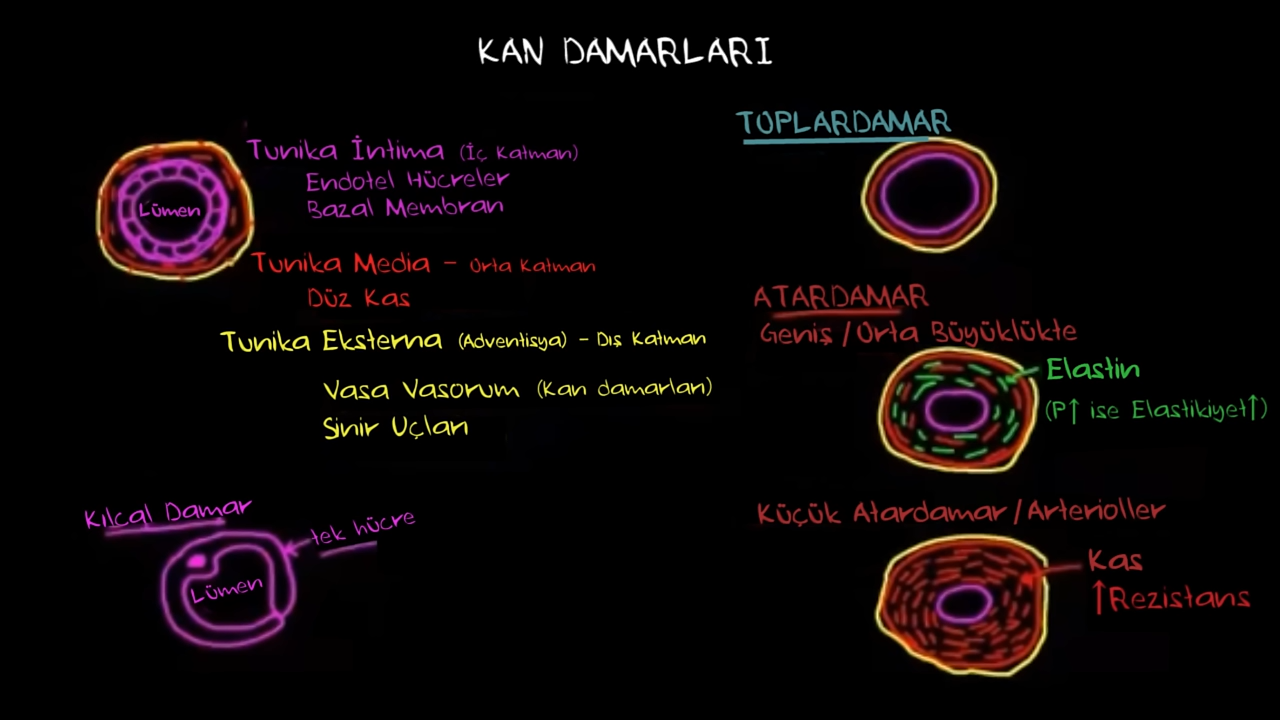 KAN DAMARLARI
Tunika İntima (İç Katman)
Endotel Hücreler
Bazal Membran
Lümen
Tunika Media - Orta Katman
Düz Kas
Tunika Eksterna (Adventisya) - Dış Katman
Vasa Vasorum (Kan damarları)
Sinir Uçları
Kılcal Damar
tek hücre
Lümen
TOPLARDAMAR
ATARDAMAR
Geniş / Orta Büyüklükte
Elastin
(P↑ ise Elastikiyet↑)
Küçük Atardamar / Arterioller
Kas
↑Rezistans